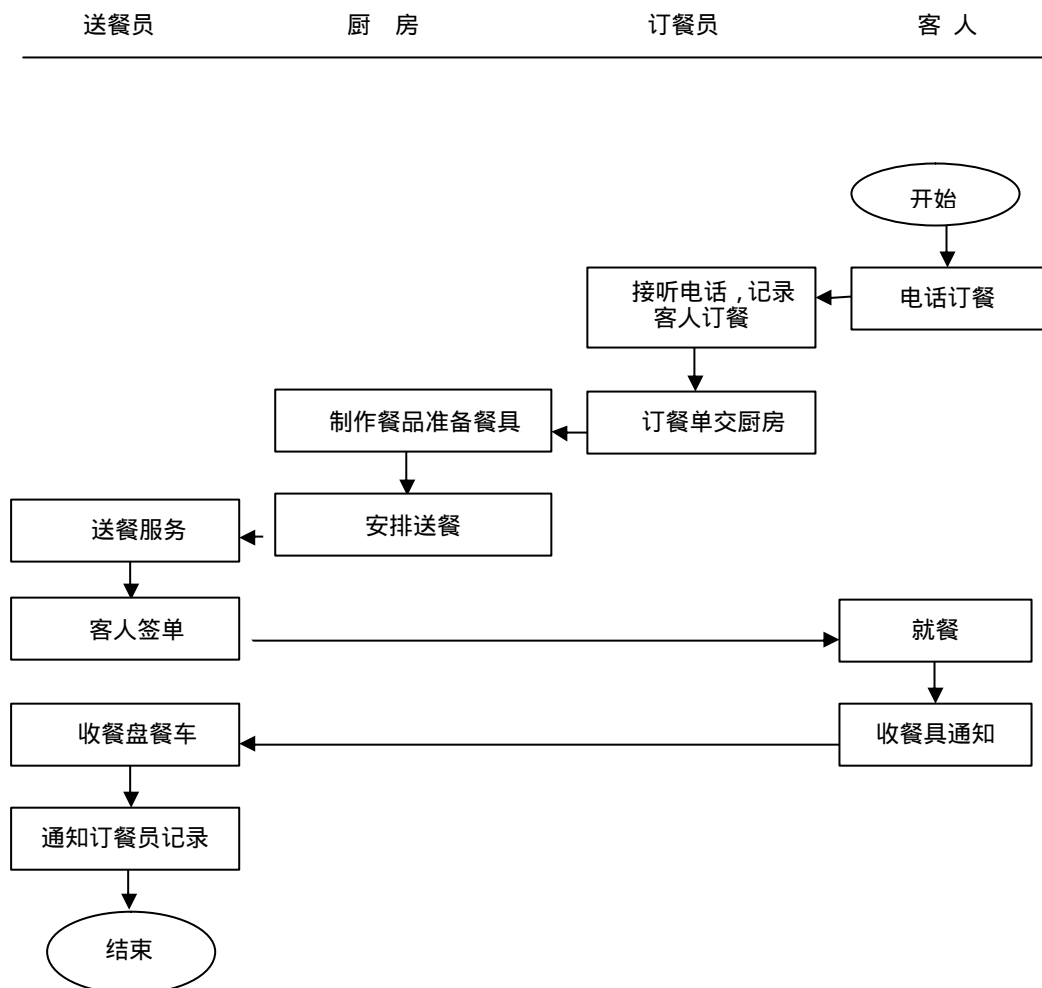 送餐员 厨 房 订餐员 客 人
开始
接听电话，记录
客人订餐
电话订餐
制作餐品准备餐具
订餐单交厨房
送餐服务
安排送餐
客人签单
就餐
收餐盘餐车
收餐具通知
通知订餐员记录
结束